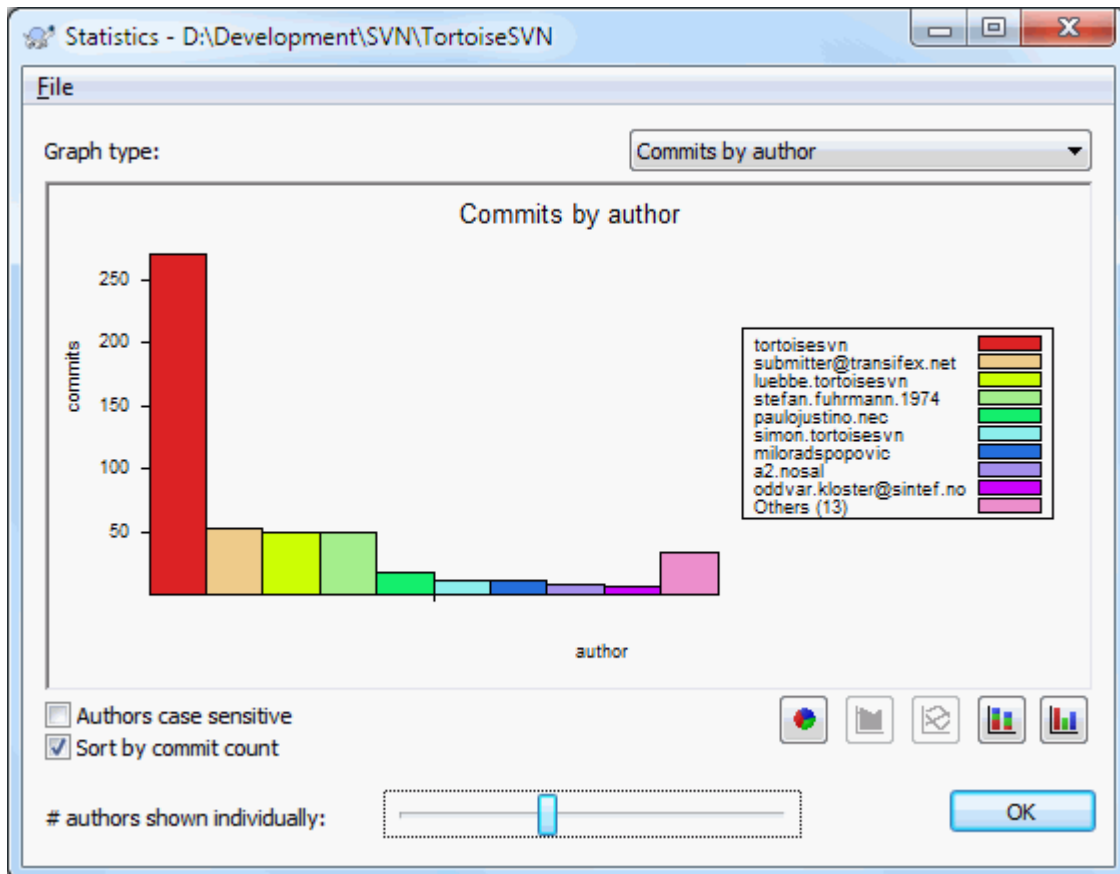 Statistics - D:\Development\SVN\TortoiseSVN
File
Graph type:
Commits by author
Commits by author
250
200
150
100
50
commits
author
tortoisesvn
submitter@transifex.net
luebbe.tortoisesvn
stefan.fuhrmann.1974
paulojustino.nec
simon.tortoisesvn
miloradspopovic
a2.nosal
oddvar.kloster@sintef.no
Others (13)
Authors case sensitive
Sort by commit count
# authors shown individually:
OK